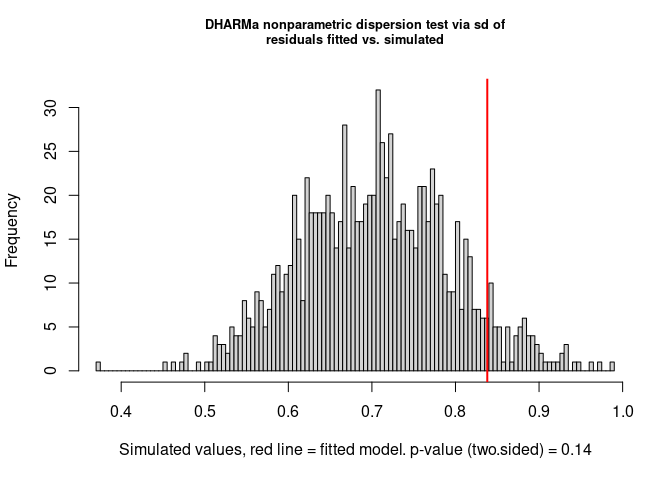 DHARMa nonparametric dispersion test via sd of
residuals fitted vs. simulated
Frequency
30
25
20
15
10
5
0
0.4 0.5 0.6 0.7 0.8 0.9 1.0
Simulated values, red line = fitted model. p-value (two.sided) = 0.14